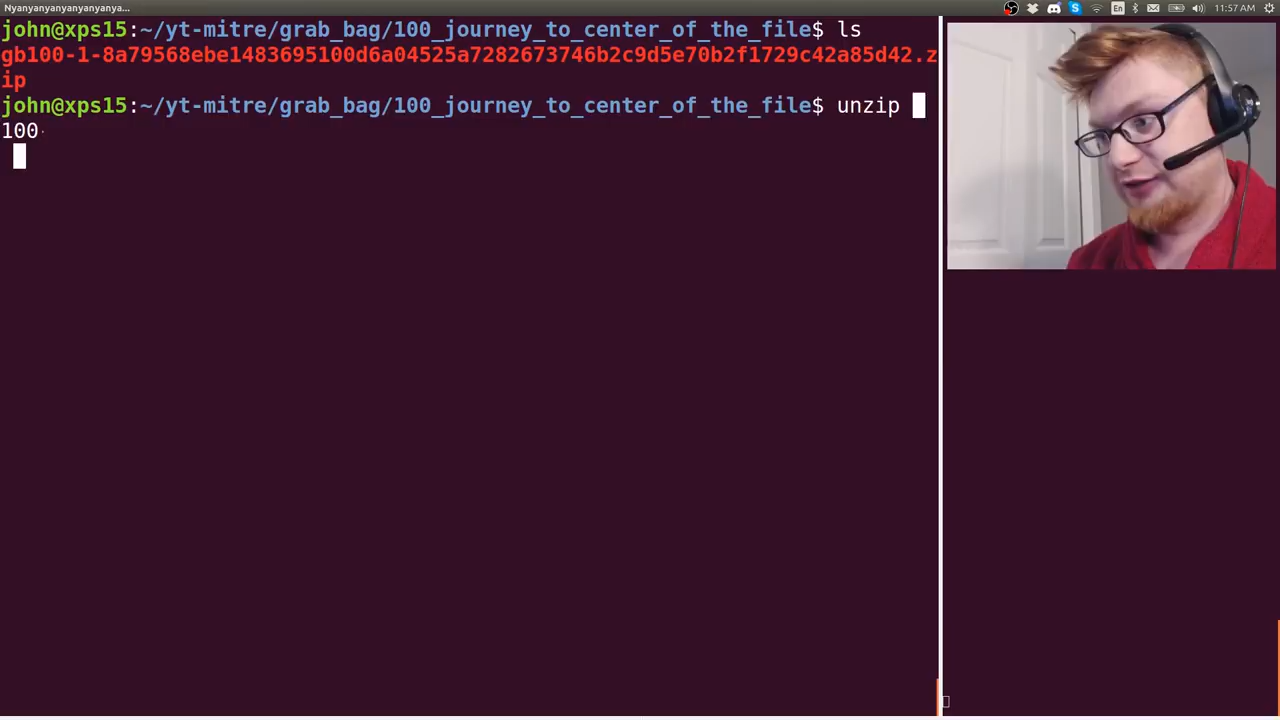 Nyanyanyanyanyanyanya...
En
11:57 AM
john@xps15:~/yt-mitre/grab_bag/100_journey_to_center_of_the_file$ ls
gb100-1-8a79568ebe1483695100d6a04525a7282673746b2c9d5e70b2f1729c42a85d42.z
ip
john@xps15:~/yt-mitre/grab_bag/100_journey_to_center_of_the_file$ unzip
100